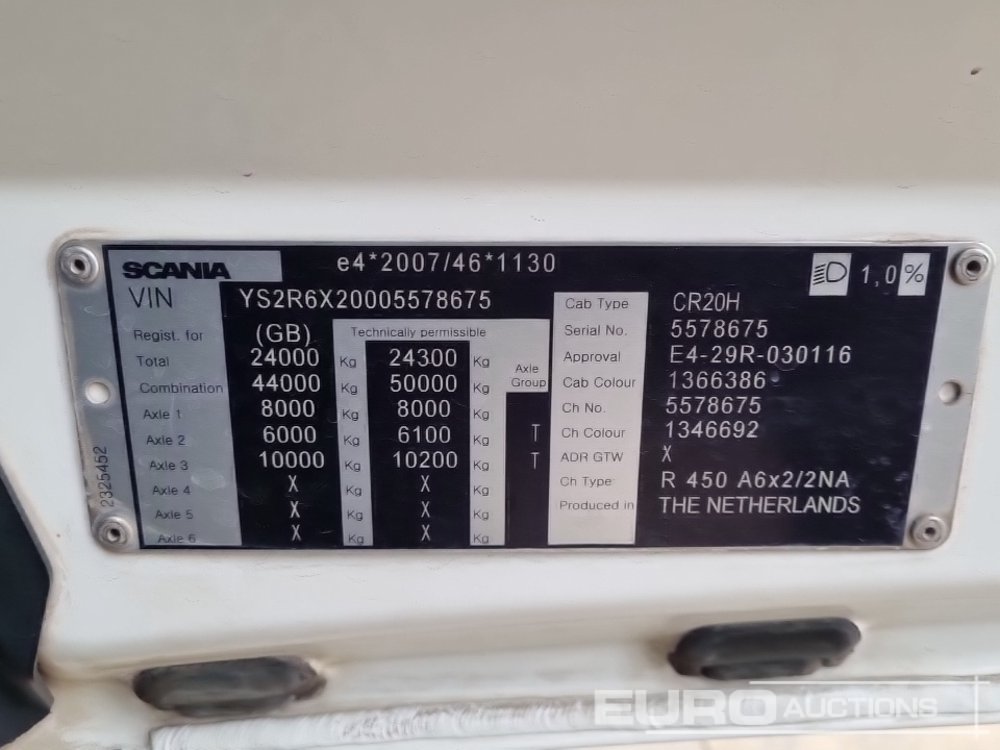 SCANIA e4*2007/46*1130 1,0%
VIN YS2R6X20005578675
Regist. for (GB) Technically permissible
Total 24000 Kg 24300 Kg Axle Group
Combination 44000 Kg 50000 Kg
Axle 1 8000 Kg 8000 Kg
Axle 2 6000 Kg 6100 Kg T
Axle 3 10000 Kg 10200 Kg T
Axle 4 X Kg X Kg
Axle 5 X Kg X Kg
Axle 6 X Kg X Kg
Cab Type CR20H
Serial No. 5578675
Approval E4-29R-030116
Cab Colour 1366386
Ch No. 5578675
Ch Colour 1346692
ADR GTW X
Ch Type R 450 A6x2/2NA
Produced in THE NETHERLANDS
2325452
EURO AUCTIONS